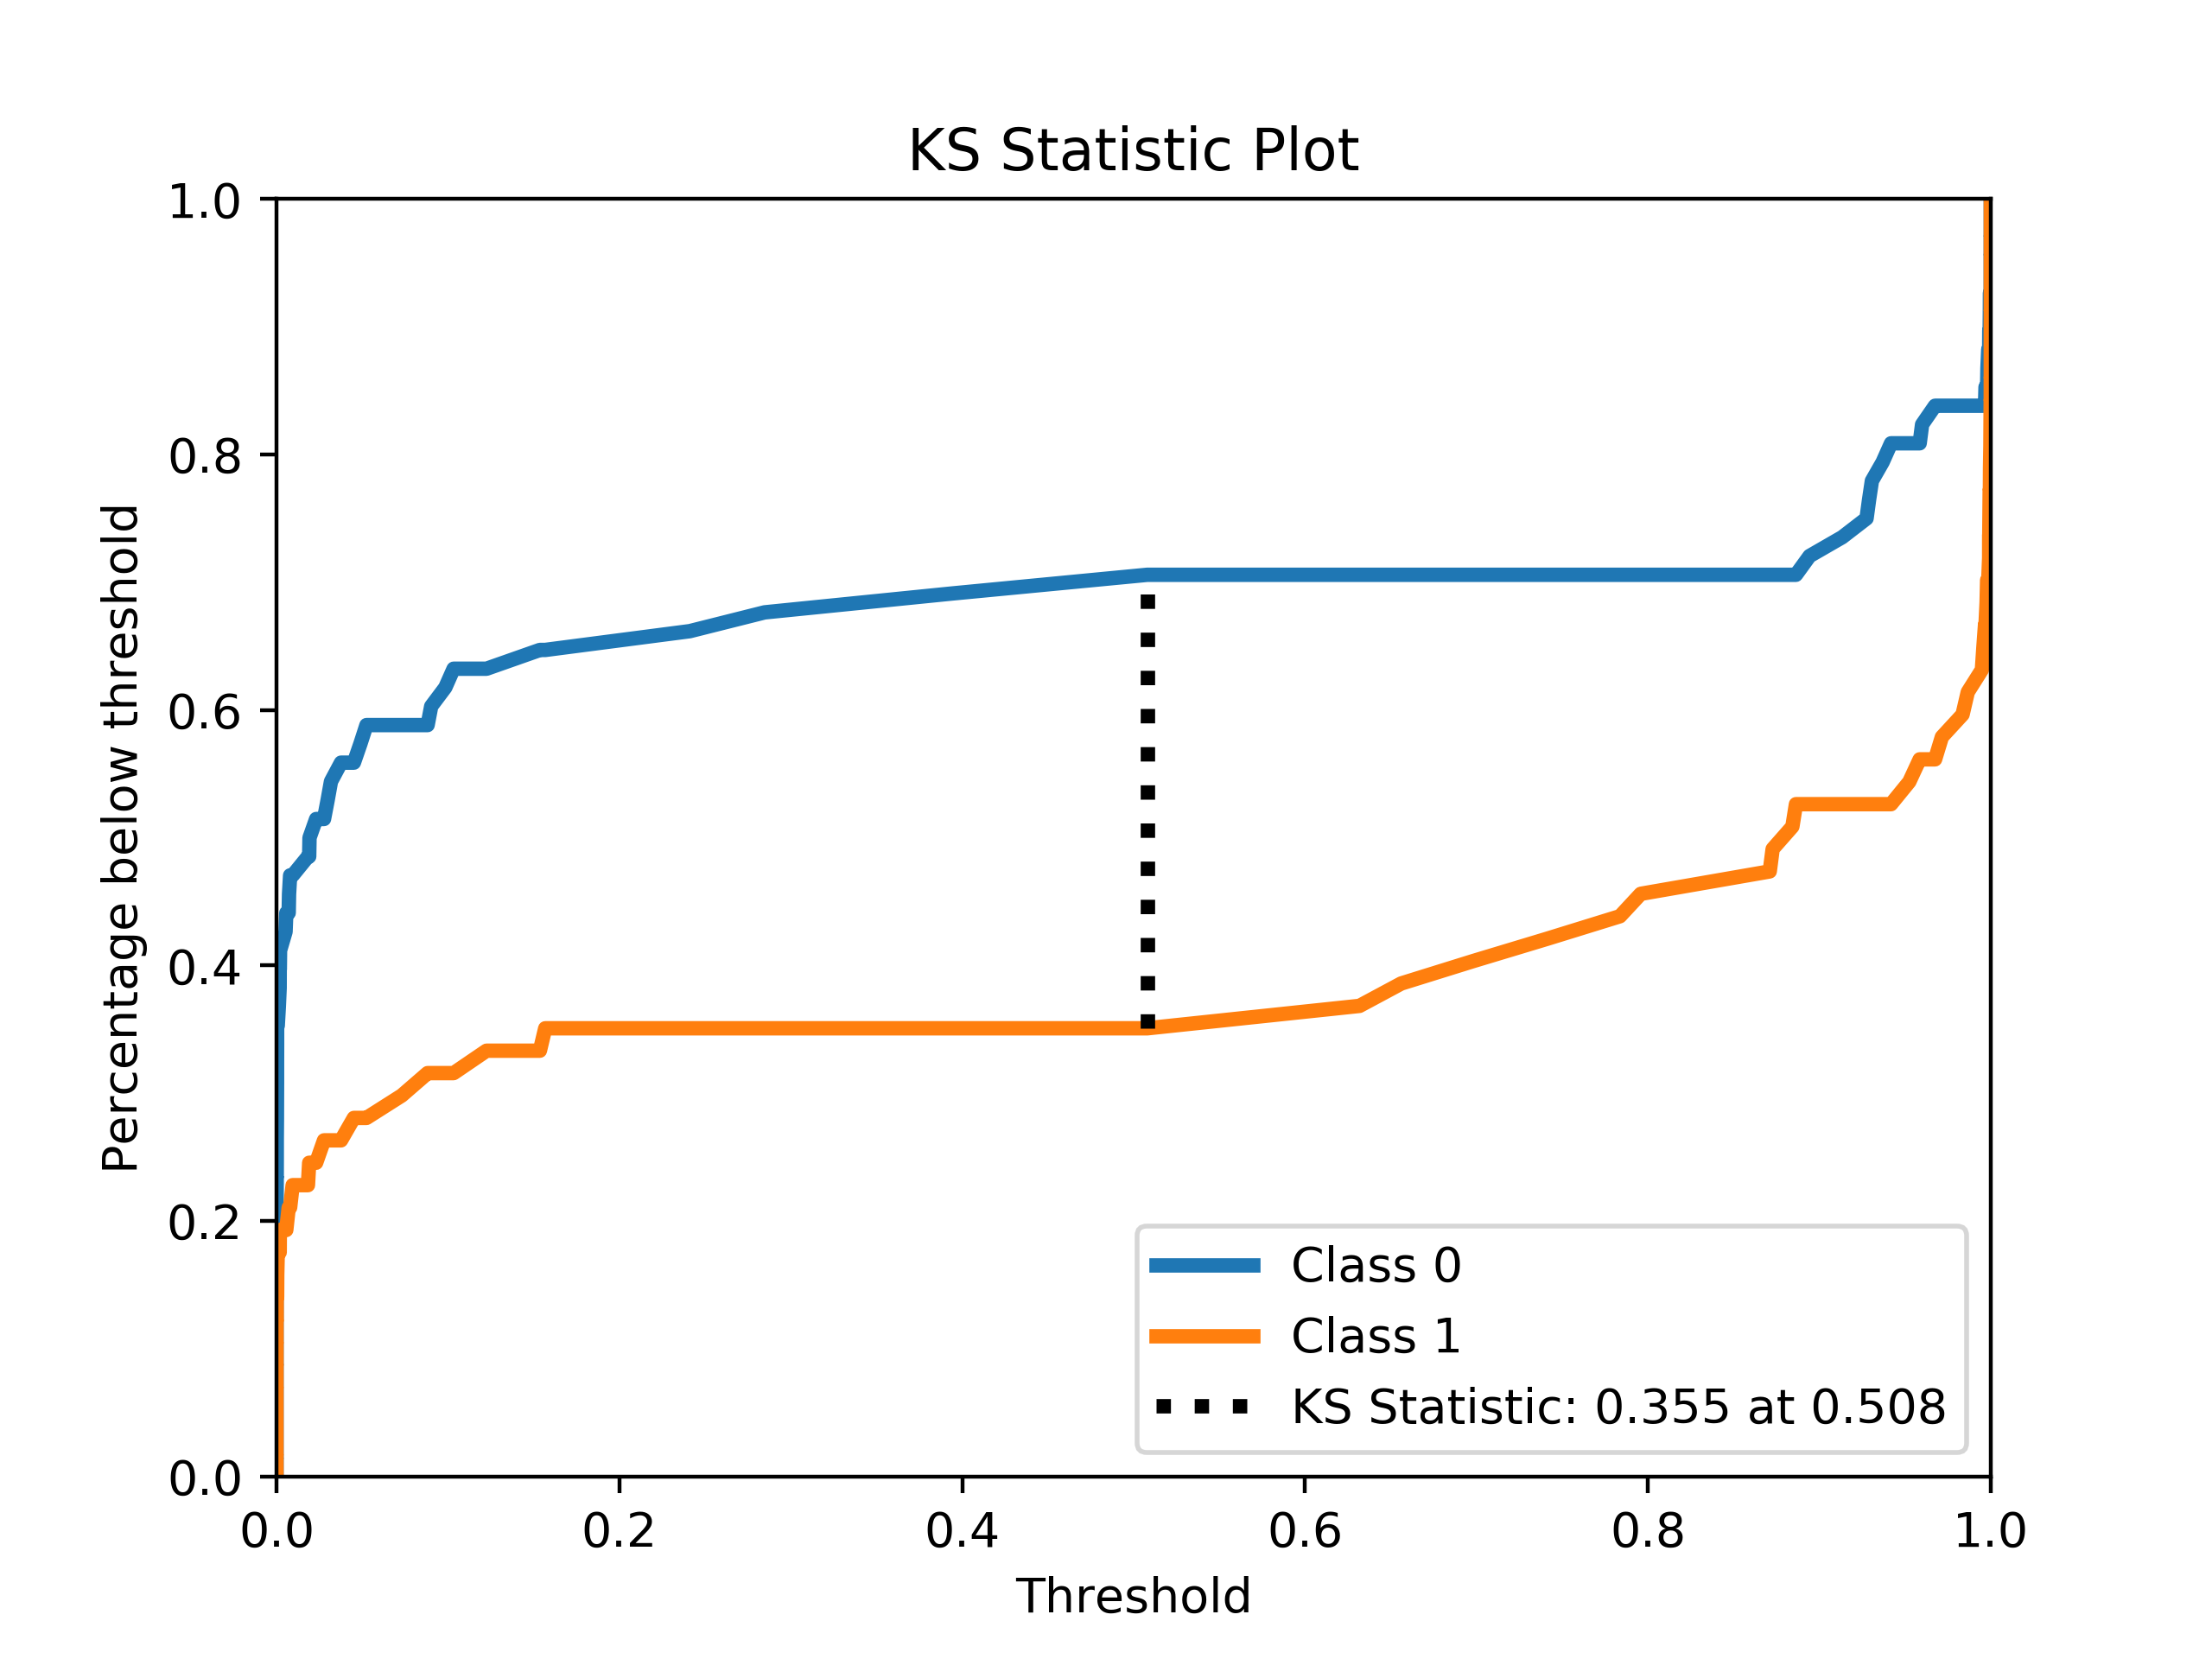 KS Statistic Plot
1.0
0.8
0.6
0.4
0.2
0.0
Percentage below threshold
Class 0
Class 1
KS Statistic: 0.355 at 0.508
0.0 0.2 0.4 0.6 0.8 1.0
Threshold